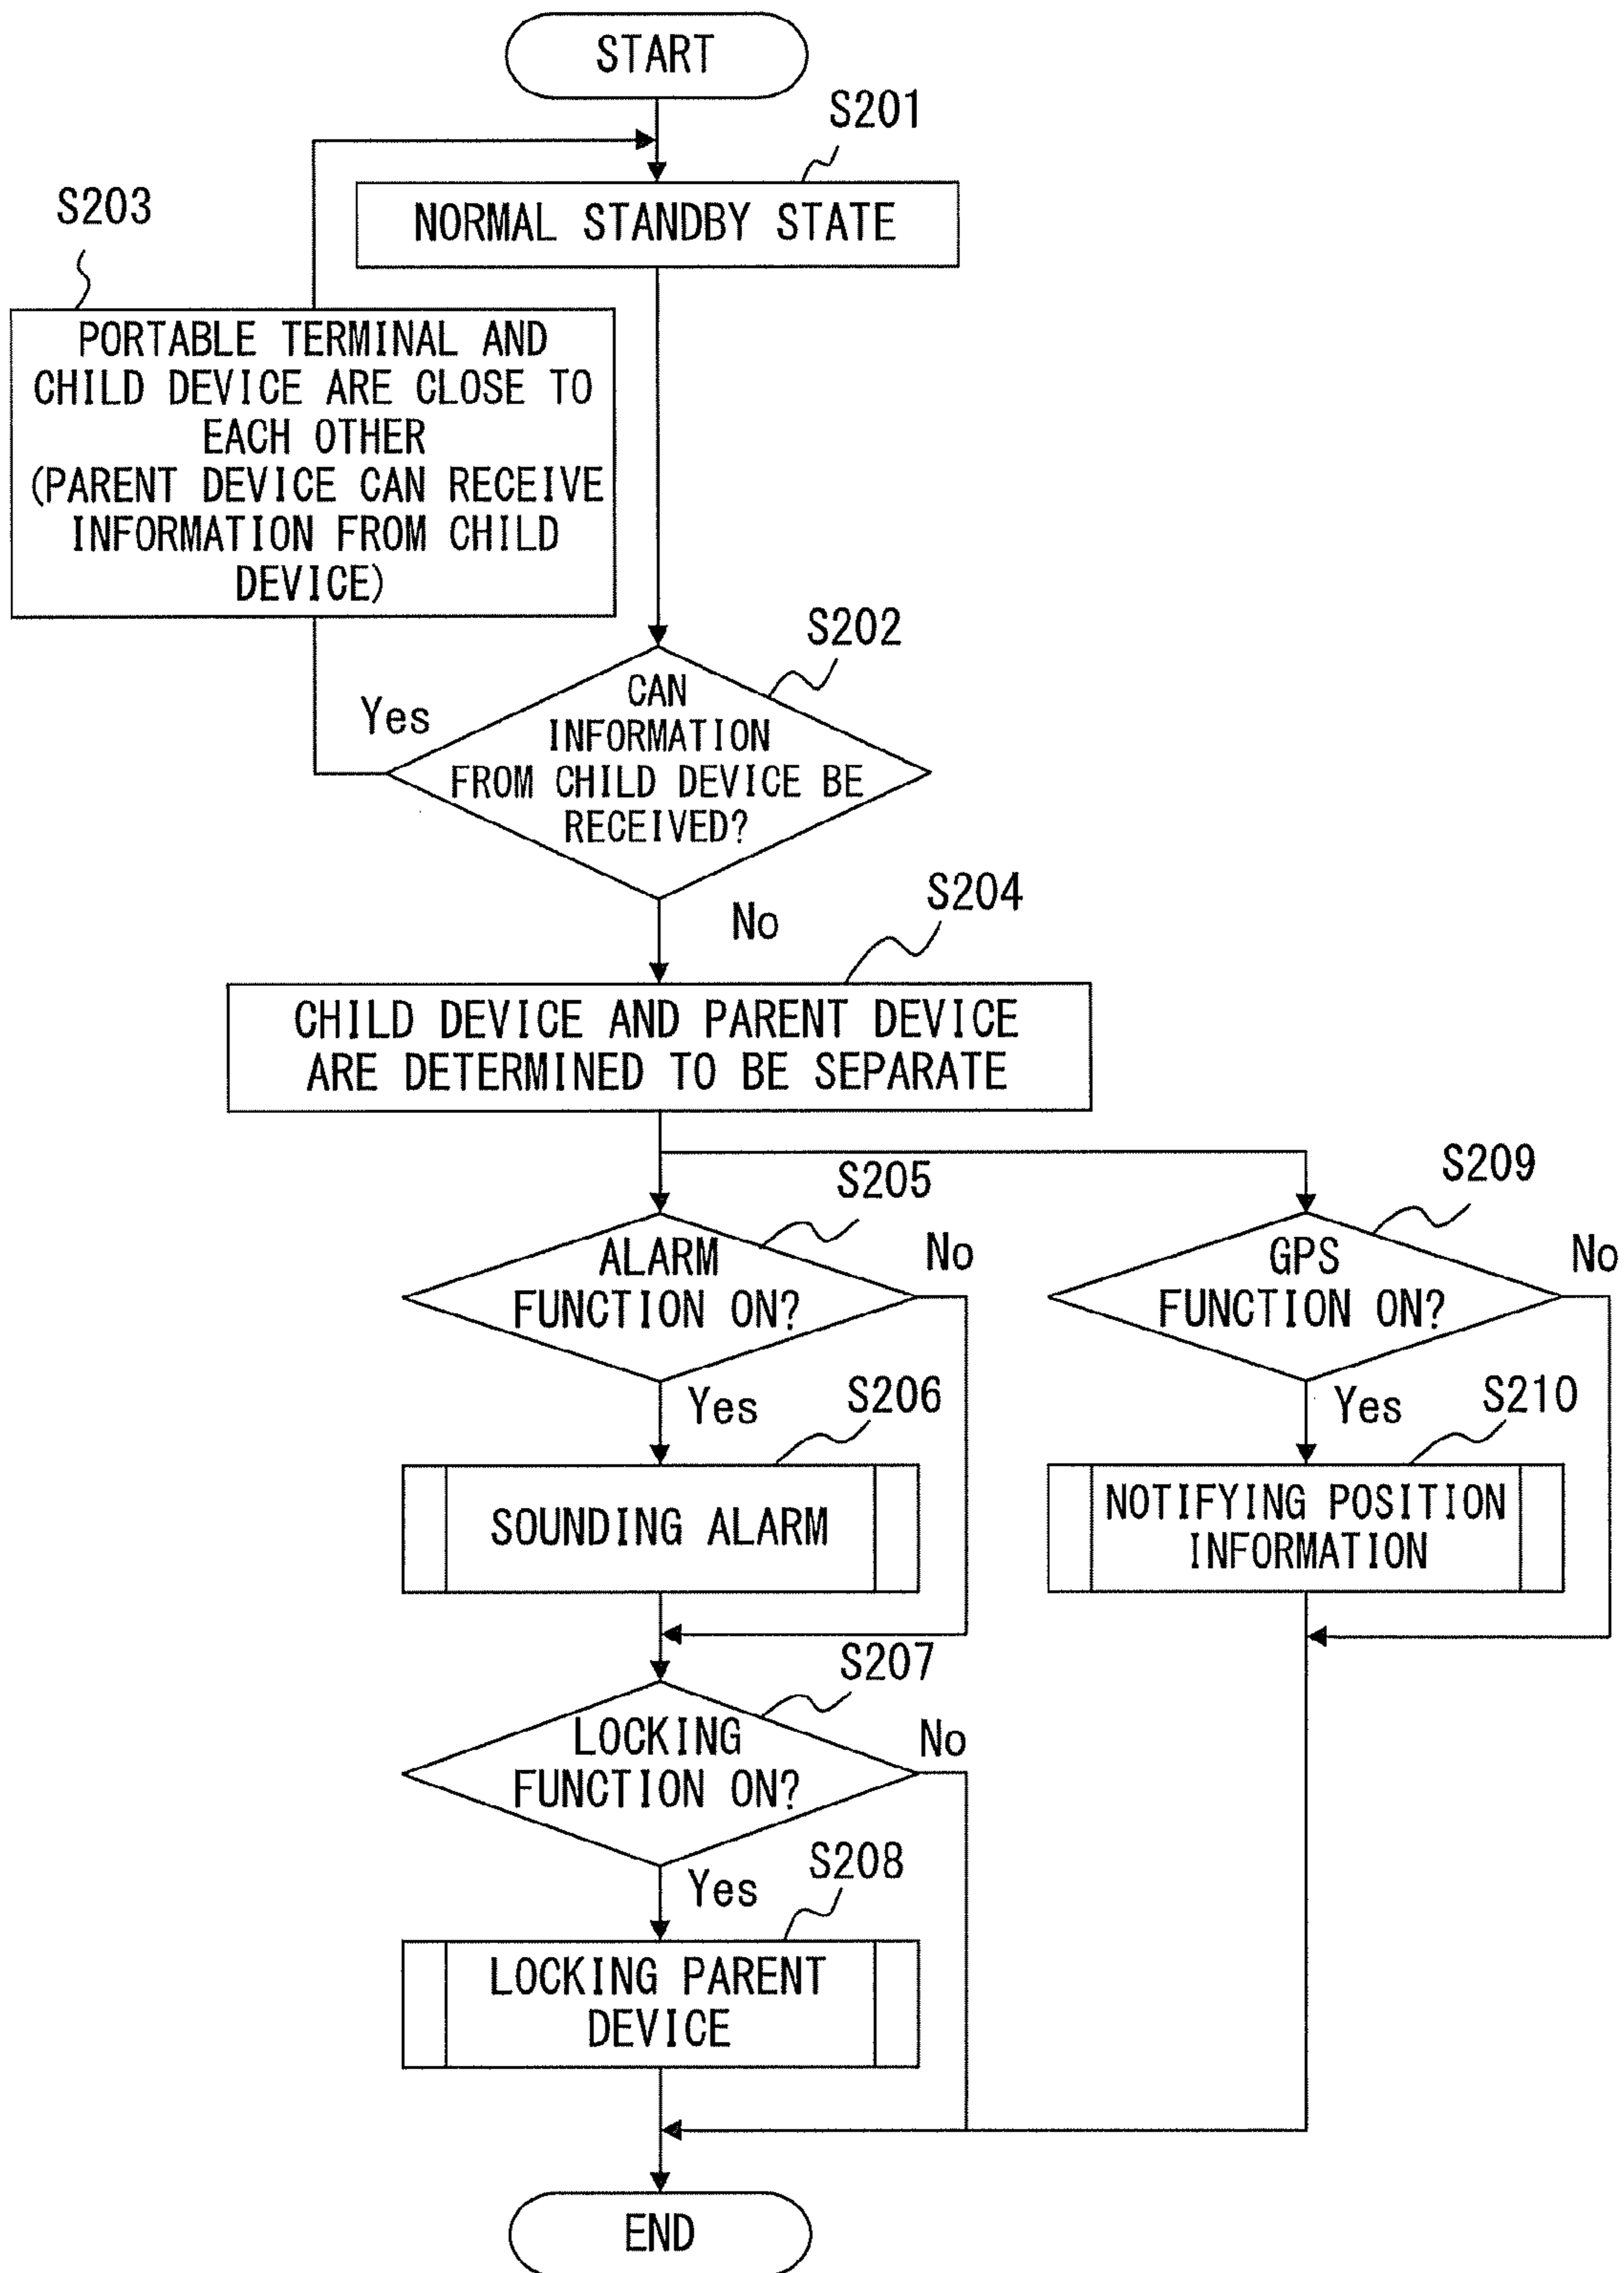 START
S201
NORMAL STANDBY STATE
S203
PORTABLE TERMINAL AND
CHILD DEVICE ARE CLOSE TO
EACH OTHER
(PARENT DEVICE CAN RECEIVE
INFORMATION FROM CHILD
DEVICE)
S202
Yes
CAN
INFORMATION
FROM CHILD DEVICE BE
RECEIVED?
No
S204
CHILD DEVICE AND PARENT DEVICE
ARE DETERMINED TO BE SEPARATE
S205
ALARM
FUNCTION ON?
No
Yes
S206
SOUNDING ALARM
S209
GPS
FUNCTION ON?
No
Yes
S210
NOTIFYING POSITION
INFORMATION
S207
LOCKING
FUNCTION ON?
No
Yes
S208
LOCKING PARENT
DEVICE
END